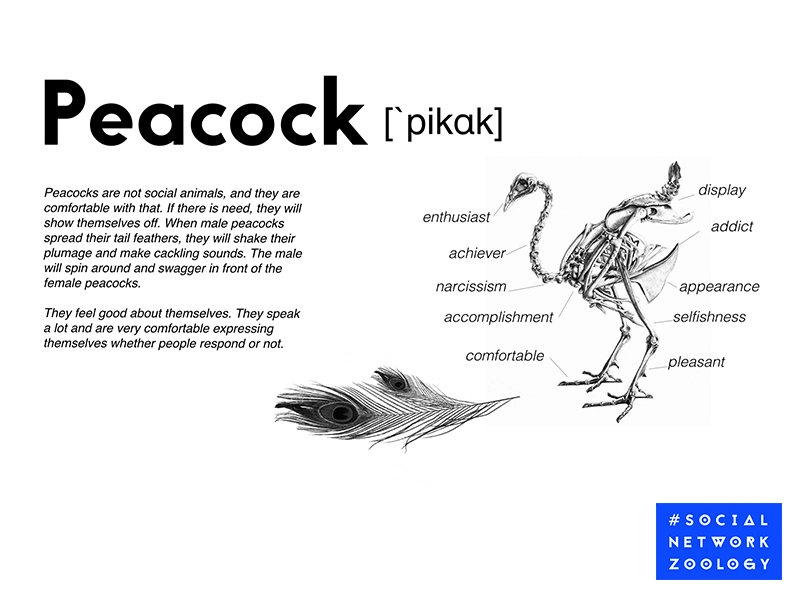 Peacock [`pikɑk]
Peacocks are not social animals, and they are
comfortable with that. If there is need, they will
show themselves off. When male peacocks
spread their tail feathers, they will shake their
plumage and make cackling sounds. The male
will spin around and swagger in front of the
female peacocks.
They feel good about themselves. They speak
a lot and are very comfortable expressing
themselves whether people respond or not.
enthusiast
achiever
narcissism
accomplishment
comfortable
display
addict
appearance
selfishness
pleasant
#SOCIAL
NETWORK
ZOOLOGY